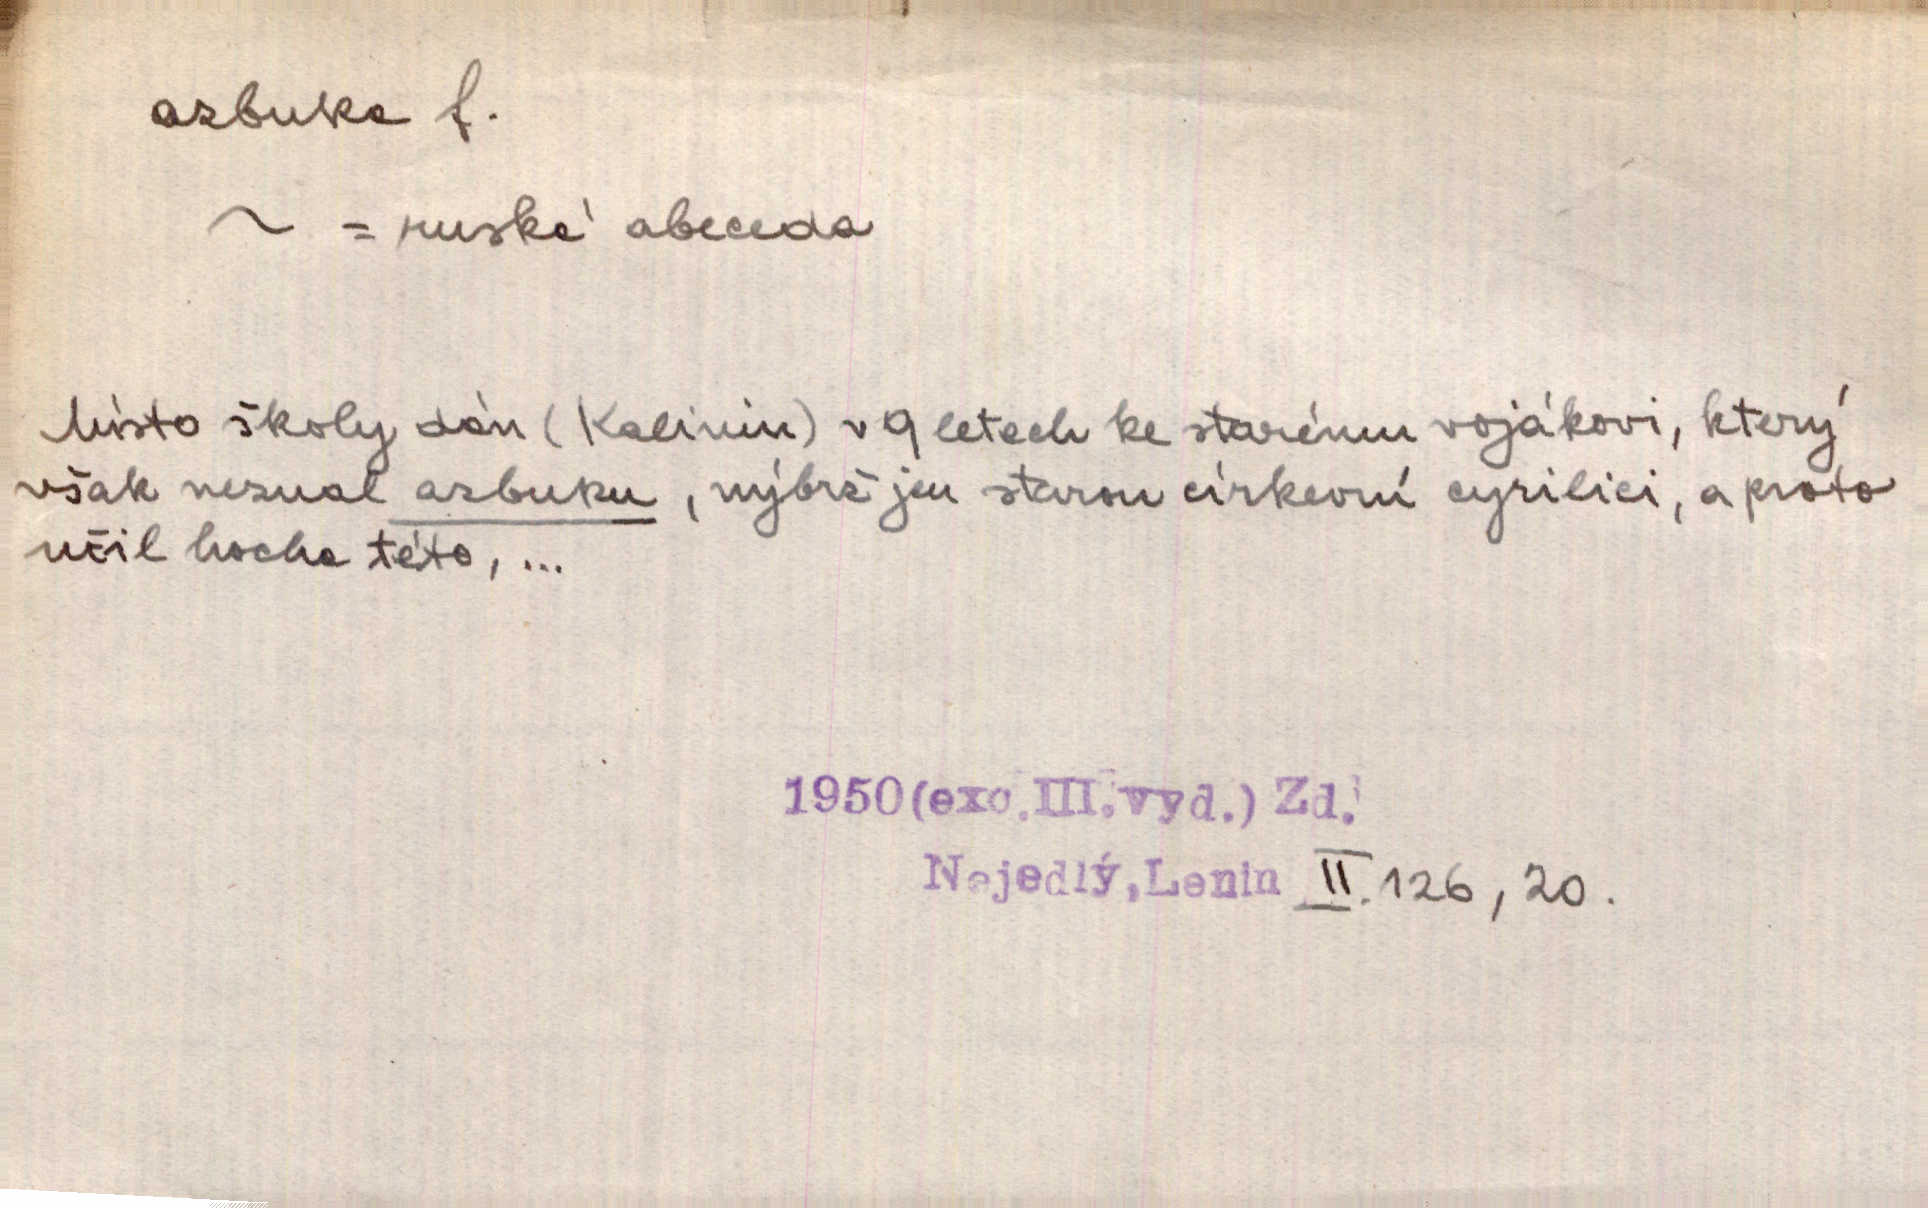 azbuka f.
~ = ruská abeceda
Místo školy dán (Kalinin) v 9 letech ke starému vojákovi, který
však neznal azbuku, nýbrž jen starou církevní cyrilici, a proto
učil hocha této, ...
1950(exc.III.vyd.) Zd.
Nejedlý,Lenin II. 126, 20.